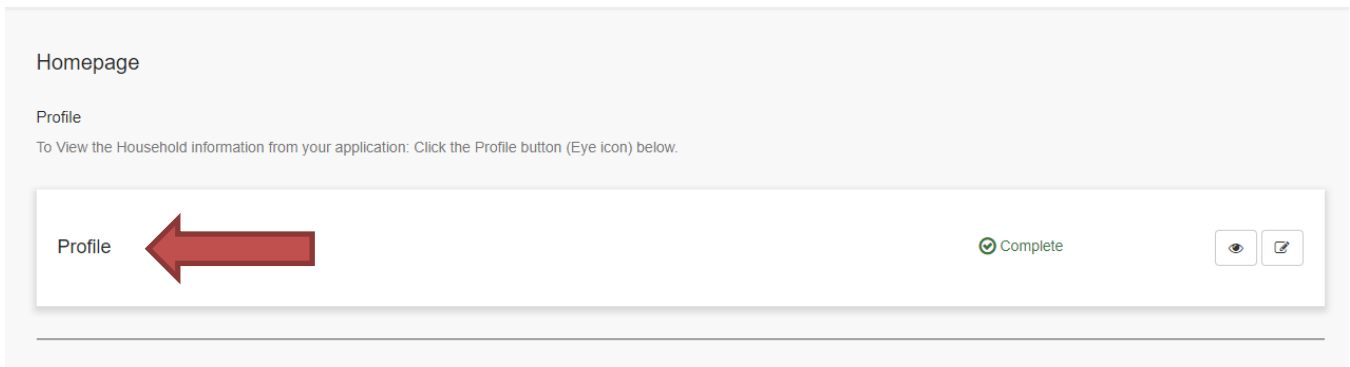 Homepage
Profile
To View the Household information from your application: Click the Profile button (Eye icon) below.
Profile
Complete